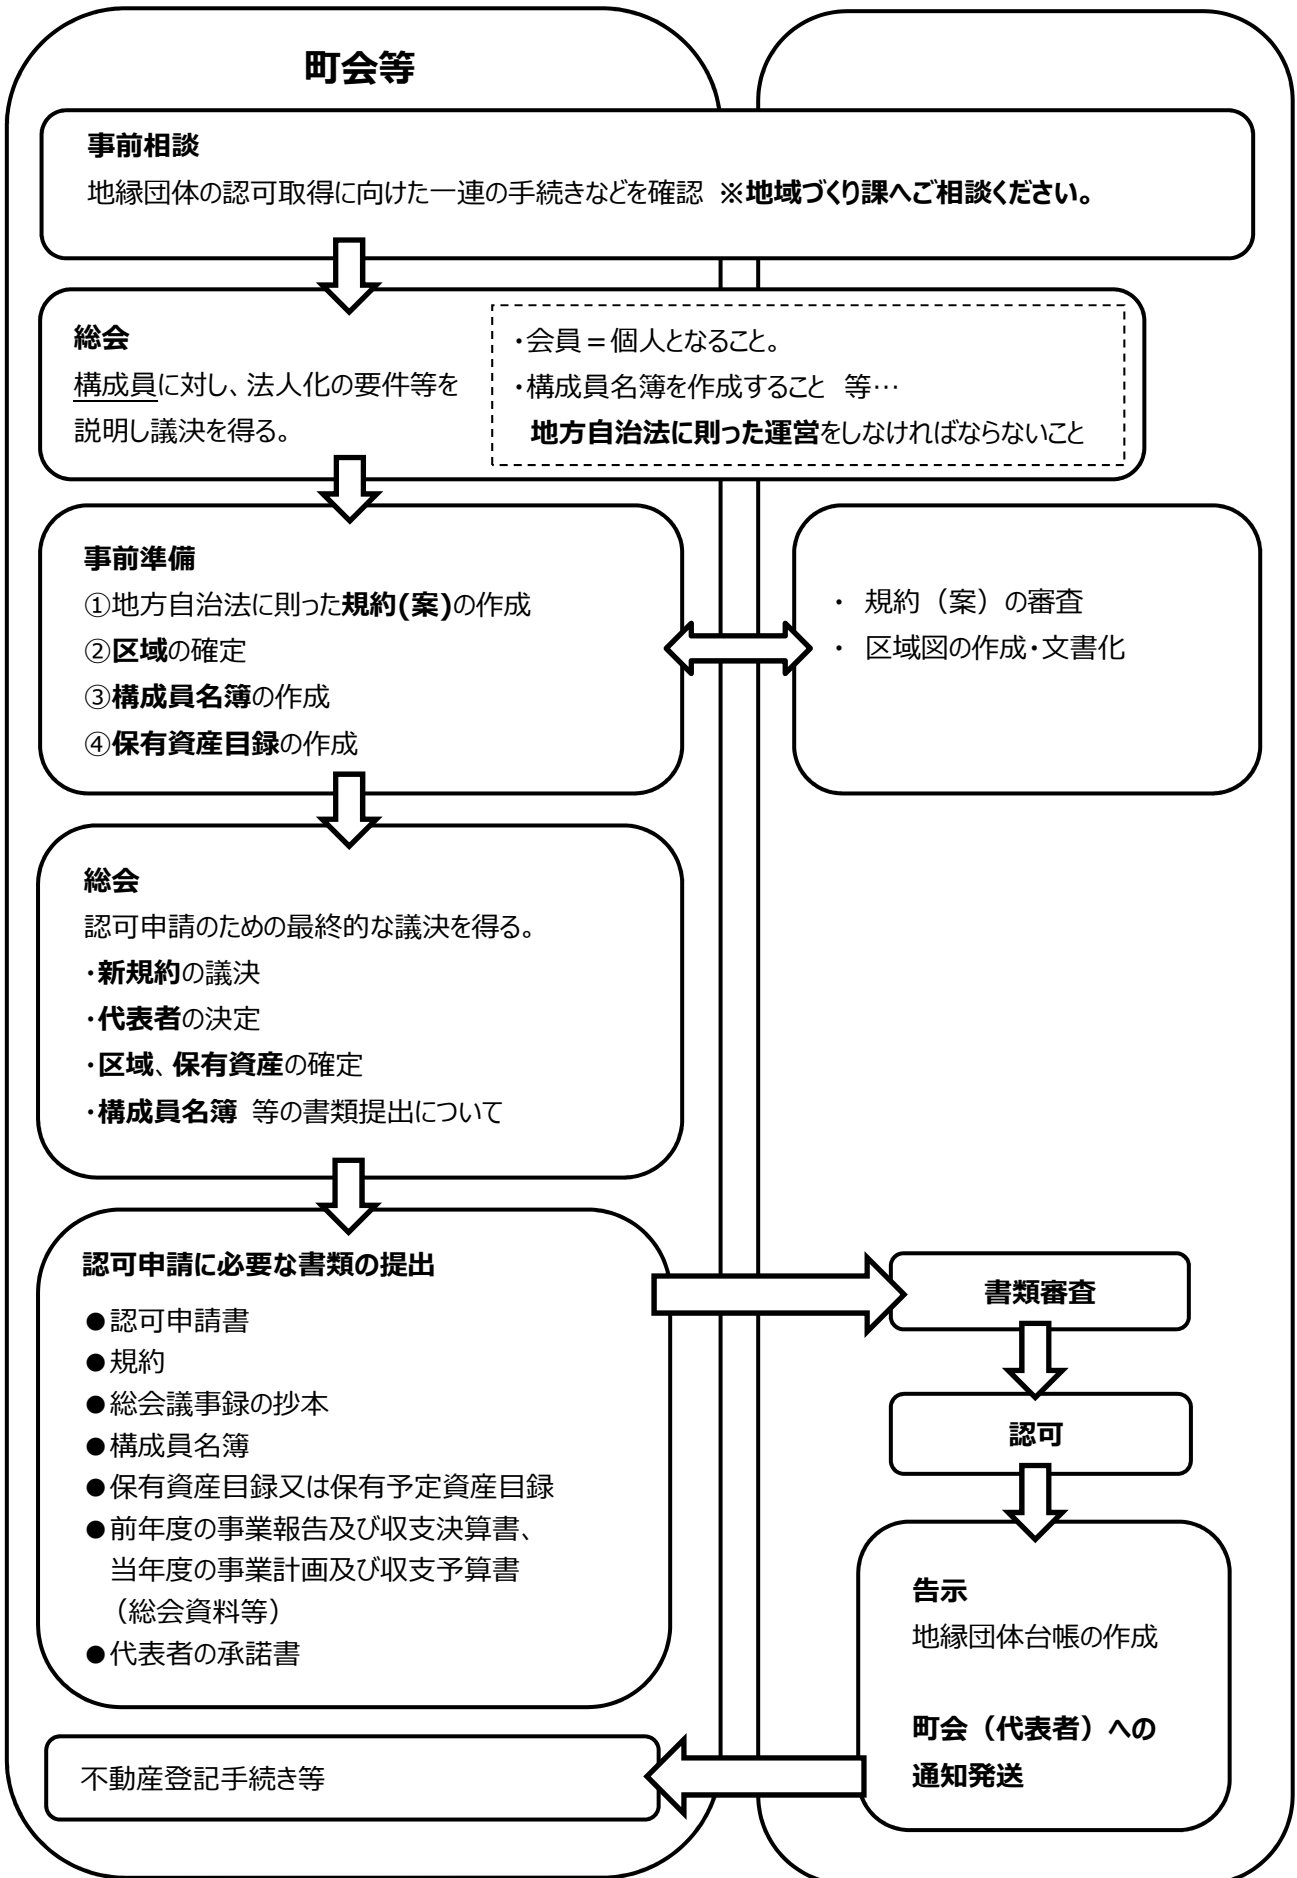 町会等
事前相談
地縁団体の認可取得に向けた一連の手続きなどを確認 ※地域づくり課へご相談ください。
総会
構成員に対し、法人化の要件等を
説明し議決を得る。
・会員=個人となること。
・構成員名簿を作成すること 等…
地方自治法に則った運営をしなければならないこと
事前準備
①地方自治法に則った規約(案)の作成
②区域の確定
③構成員名簿の作成
④保有資産目録の作成
・ 規約（案）の審査
・ 区域図の作成・文書化
総会
認可申請のための最終的な議決を得る。
・新規約の議決
・代表者の決定
・区域、保有資産の確定
・構成員名簿 等の書類提出について
認可申請に必要な書類の提出
●認可申請書
●規約
●総会議事録の抄本
●構成員名簿
●保有資産目録又は保有予定資産目録
●前年度の事業報告及び収支決算書、
当年度の事業計画及び収支予算書
（総会資料等）
●代表者の承諾書
書類審査
認可
告示
地縁団体台帳の作成
町会（代表者）への
通知発送
不動産登記手続き等